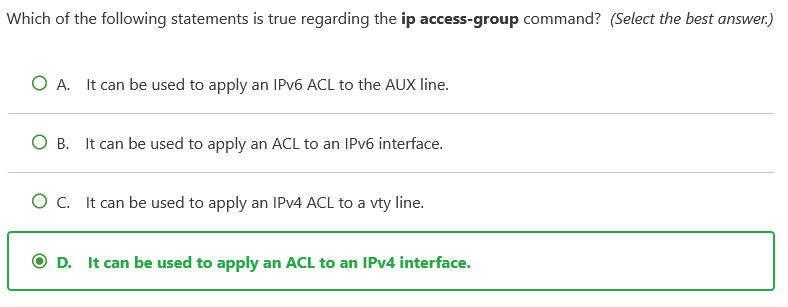 Which of the following statements is true regarding the ip access-group command? (Select the best answer.)
A. It can be used to apply an IPv6 ACL to the AUX line.
B. It can be used to apply an ACL to an IPv6 interface.
C. It can be used to apply an IPv4 ACL to a vty line.
D. It can be used to apply an ACL to an IPv4 interface.